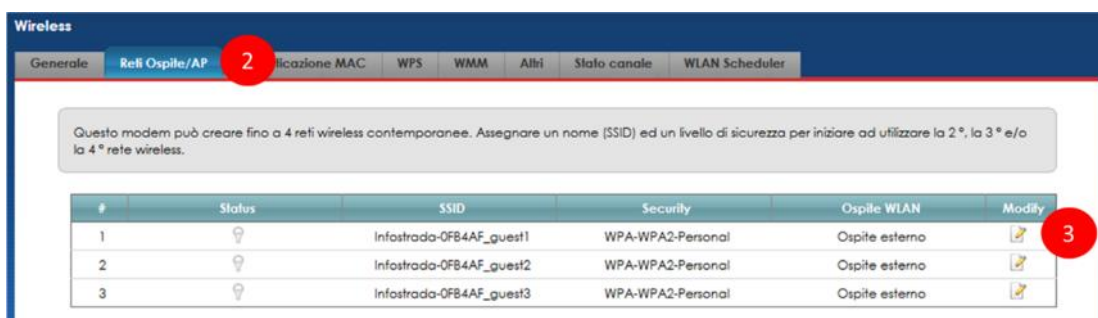 Wireless
Generale Reti Ospite/AP 2 licazione MAC WPS WMM Altri Stato canale WLAN Scheduler
Questo modem può creare fino a 4 reti wireless contemporanee. Assegnare un nome (SSID) ed un livello di sicurezza per iniziare ad utilizzare la 2 °, la 3 ° e/o
la 4 ° rete wireless.
# Status SSID Security Ospite WLAN Modify
1 Infostrada-0FB4AF_guest1 WPA-WPA2-Personal Ospite esterno 3
2 Infostrada-0FB4AF_guest2 WPA-WPA2-Personal Ospite esterno
3 Infostrada-0FB4AF_guest3 WPA-WPA2-Personal Ospite esterno